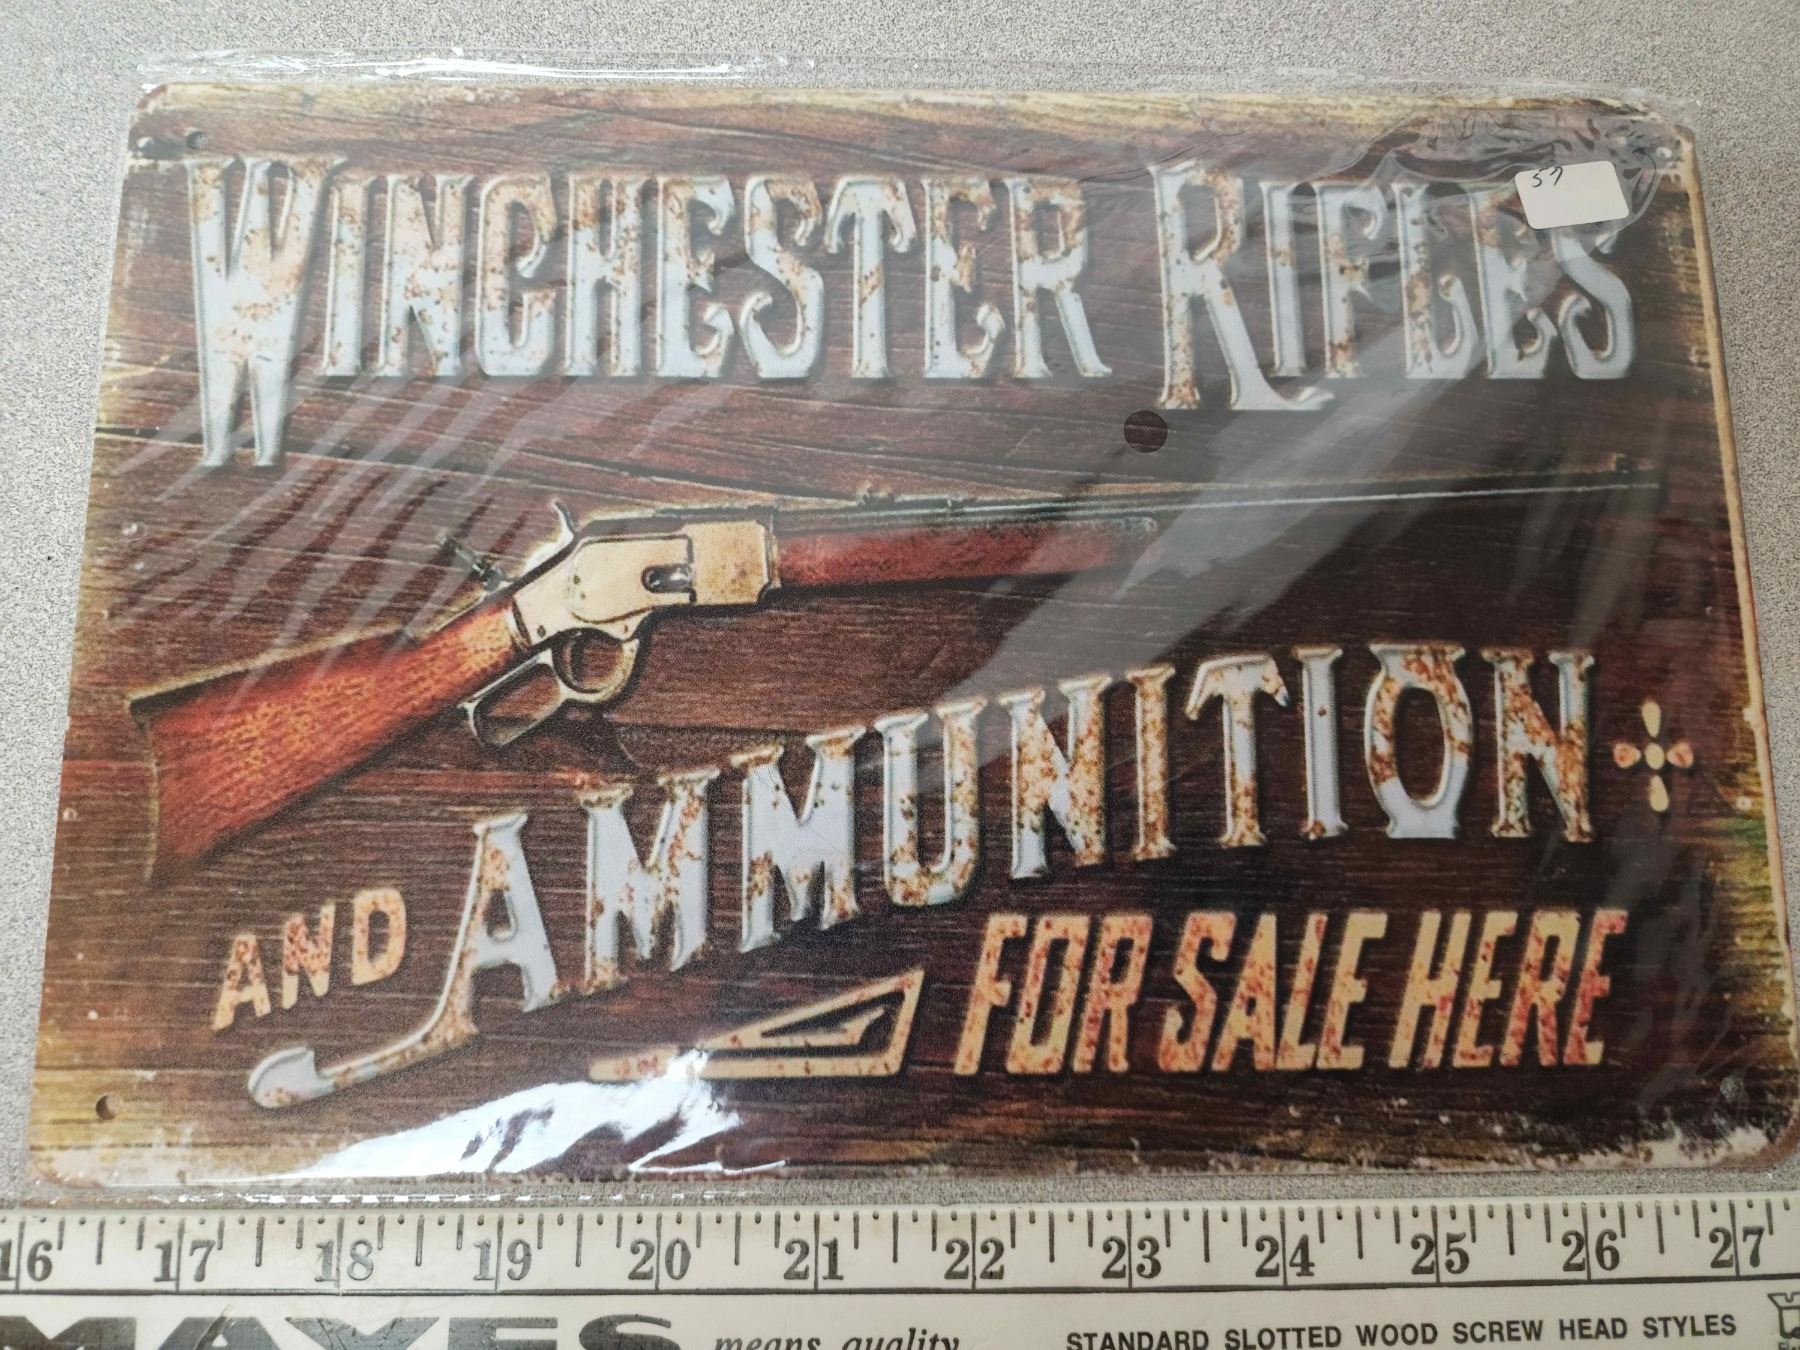 WINCHESTER RIFLES
57
AND AMMUNITION
FOR SALE HERE
16 17 18 19 20 21 22 23 24 25 26 27
MAYES means quality STANDARD SLOTTED WOOD SCREW HEAD STYLES